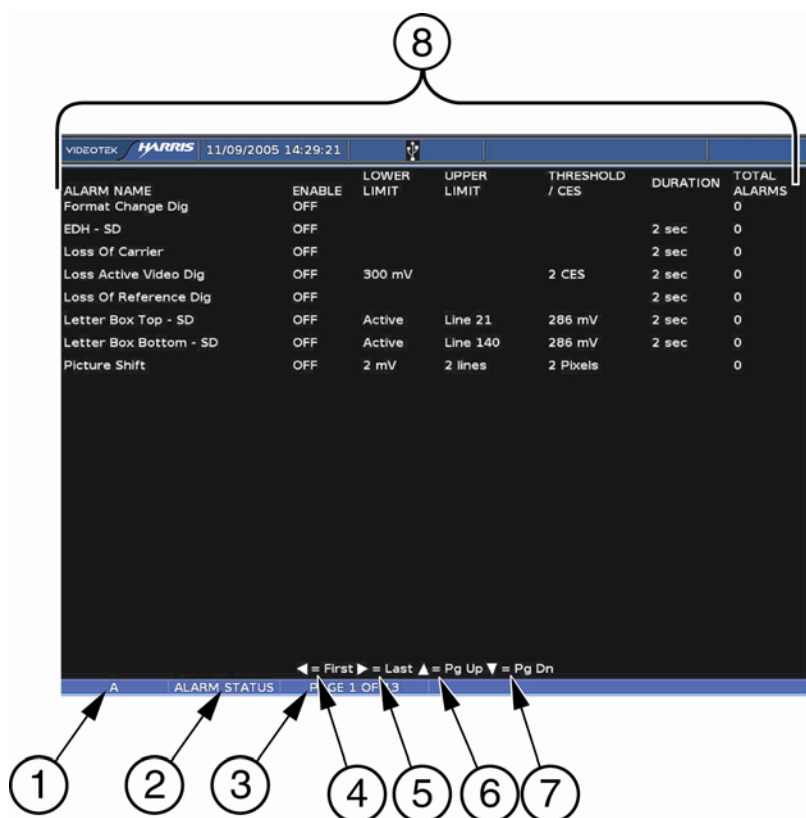 8
VIDEOTEK HARRIS 11/09/2005 14:29:21
ALARM NAME ENABLE LOWER LIMIT UPPER LIMIT THRESHOLD / CES DURATION TOTAL ALARMS
Format Change Dig OFF 0
EDH - SD OFF 2 sec 0
Loss Of Carrier OFF 2 sec 0
Loss Active Video Dig OFF 300 mV 2 CES 2 sec 0
Loss Of Reference Dig OFF 2 sec 0
Letter Box Top - SD OFF Active Line 21 286 mV 2 sec 0
Letter Box Bottom - SD OFF Active Line 140 286 mV 2 sec 0
Picture Shift OFF 2 mV 2 lines 2 Pixels 0
◀ = First ▶ = Last ▲ = Pg Up ▼ = Pg Dn
A ALARM STATUS PAGE 1 OF 13
1 2 3 4 5 6 7